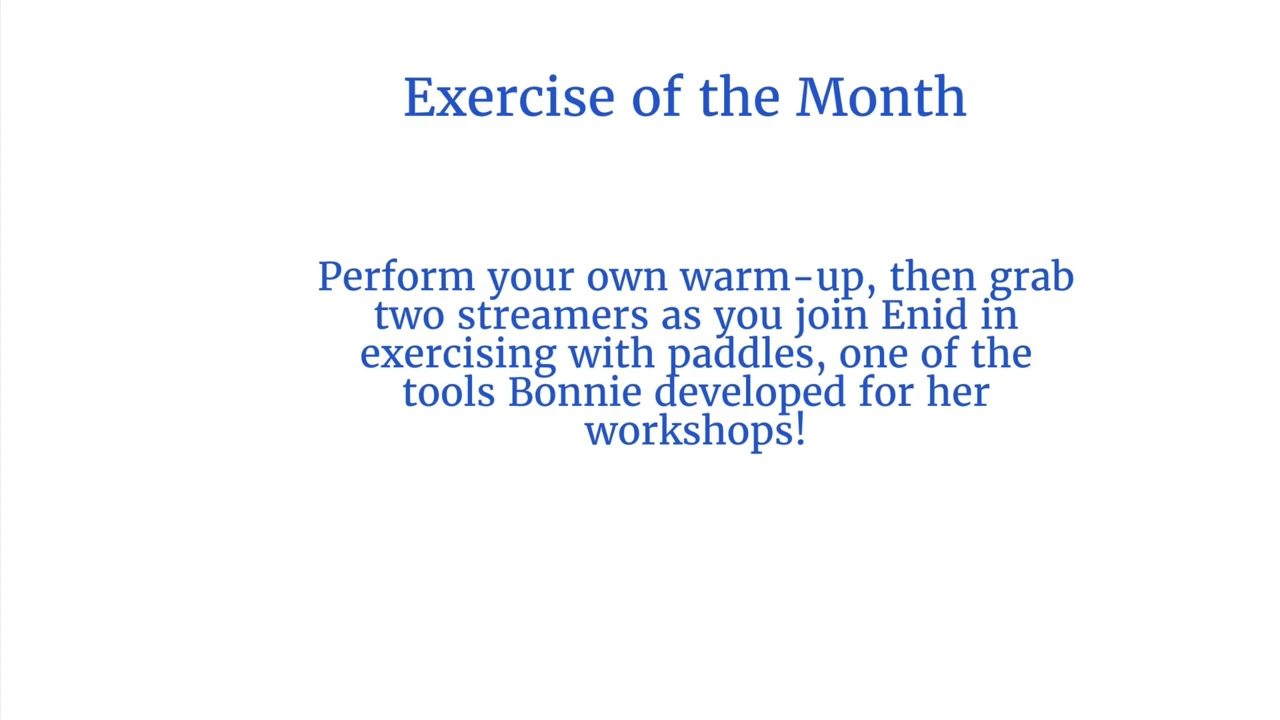 Exercise of the Month
Perform your own warm-up, then grab
two streamers as you join Enid in
exercising with paddles, one of the
tools Bonnie developed for her
workshops!